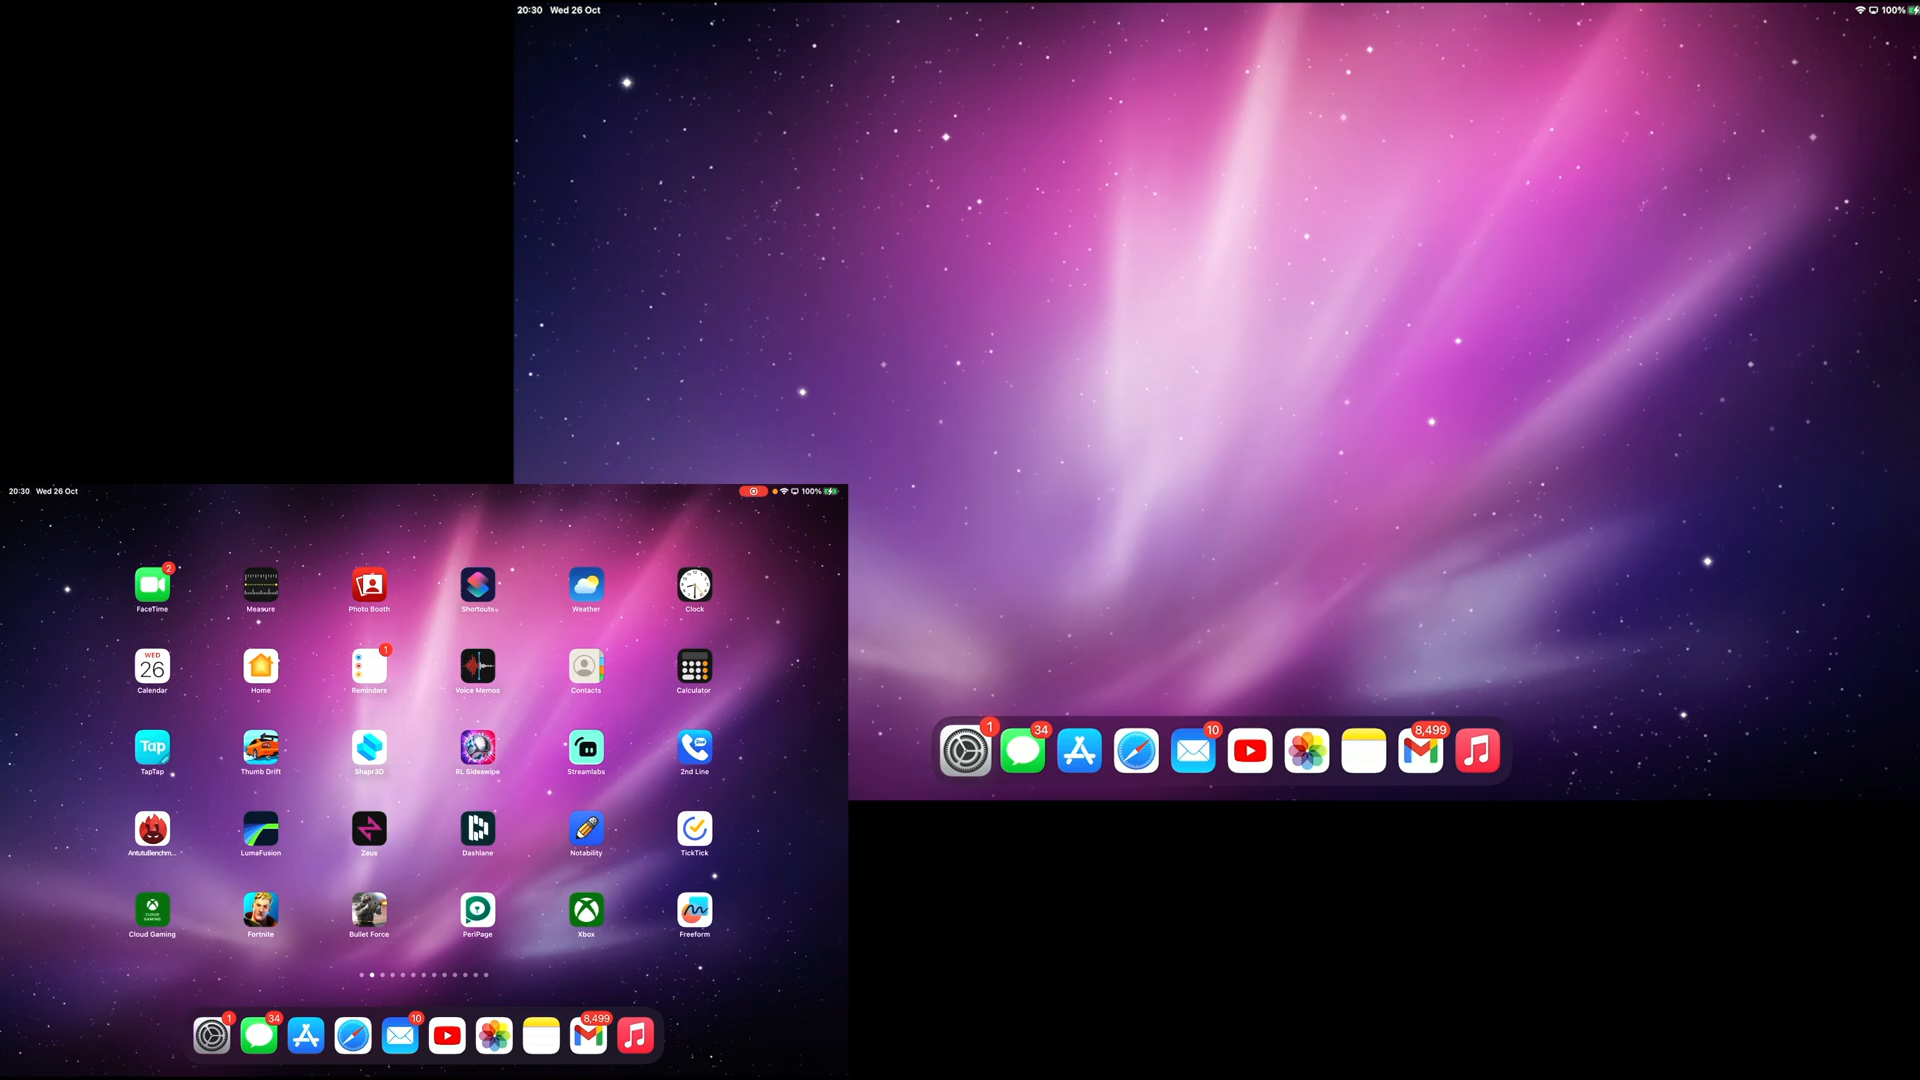 20:30 Wed 26 Oct
100%
1
34
10
8,499
20:30 Wed 26 Oct
100%
2
FaceTime
Measure
Photo Booth
Shortcuts
Weather
Clock
WED
26
1
Calendar
Home
Reminders
Voice Memos
Contacts
Calculator
Tap
2nd
TapTap
Thumb Drift
Shapr3D
RL Sideswipe
Streamlabs
2nd Line
AntutuBenchm...
LumaFusion
Zeus
Dashlane
Notability
TickTick
CLOUD
GAMING
Cloud Gaming
Fortnite
Bullet Force
PeriPage
Xbox
Freeform
1
34
10
8,499